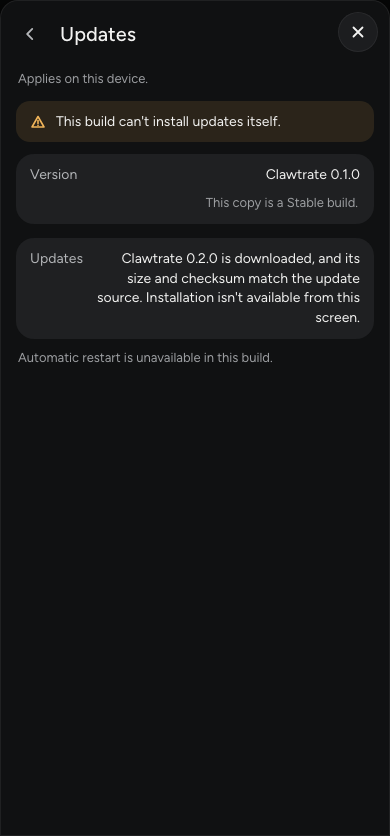 Updates
Applies on this device.
This build can't install updates itself.
Version
Clawtrate 0.1.0
This copy is a Stable build.
Updates
Clawtrate 0.2.0 is downloaded, and its
size and checksum match the update
source. Installation isn't available from this
screen.
Automatic restart is unavailable in this build.